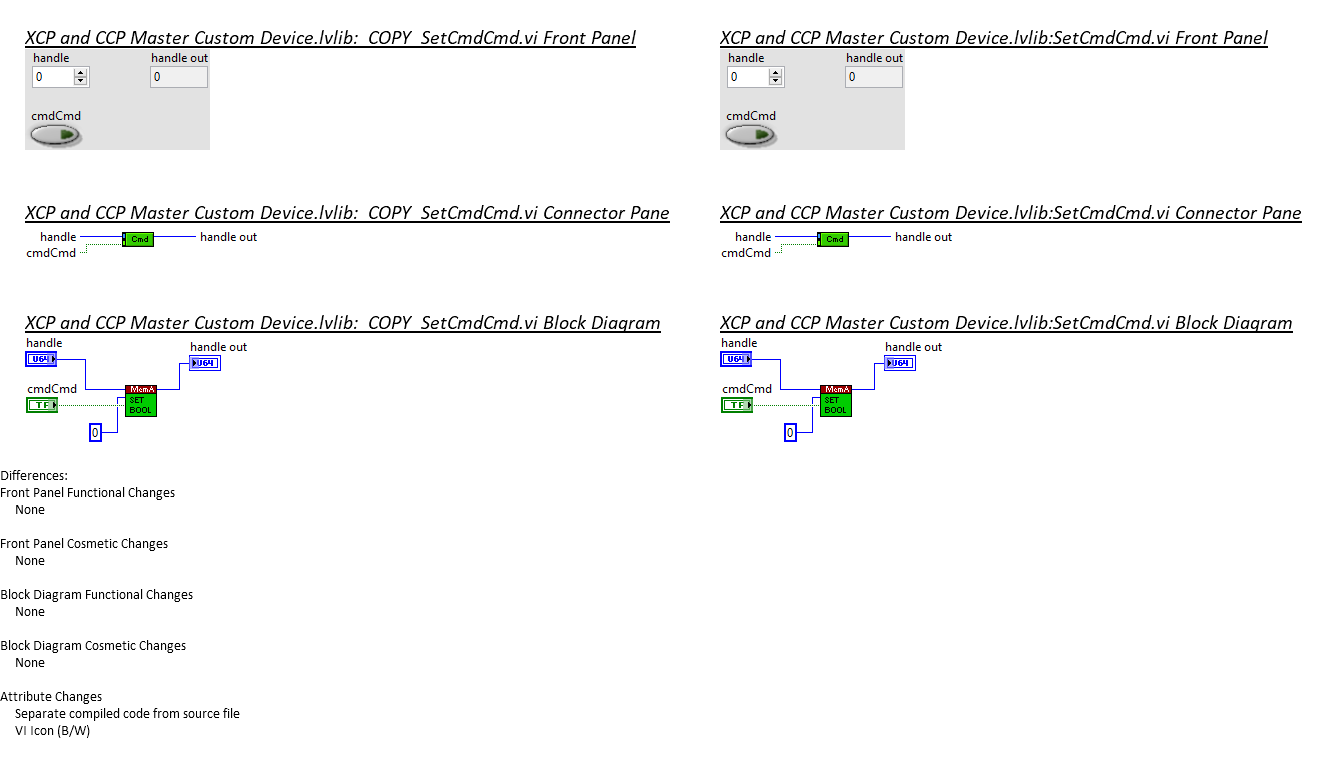 XCP and CCP Master Custom Device.lvlib:_COPY_SetCmdCmd.vi Front Panel
handle
handle out
0
0
cmdCmd
XCP and CCP Master Custom Device.lvlib:_COPY_SetCmdCmd.vi Connector Pane
handle
Cmd
handle out
cmdCmd
XCP and CCP Master Custom Device.lvlib:_COPY_SetCmdCmd.vi Block Diagram
handle
handle out
U64
U64
cmdCmd
MemA
TF
SET
BOOL
0
XCP and CCP Master Custom Device.lvlib:SetCmdCmd.vi Front Panel
handle
handle out
0
0
cmdCmd
XCP and CCP Master Custom Device.lvlib:SetCmdCmd.vi Connector Pane
handle
Cmd
handle out
cmdCmd
XCP and CCP Master Custom Device.lvlib:SetCmdCmd.vi Block Diagram
handle
handle out
U64
U64
cmdCmd
MemA
TF
SET
BOOL
0
Differences:
Front Panel Functional Changes
None
Front Panel Cosmetic Changes
None
Block Diagram Functional Changes
None
Block Diagram Cosmetic Changes
None
Attribute Changes
Separate compiled code from source file
VI Icon (B/W)